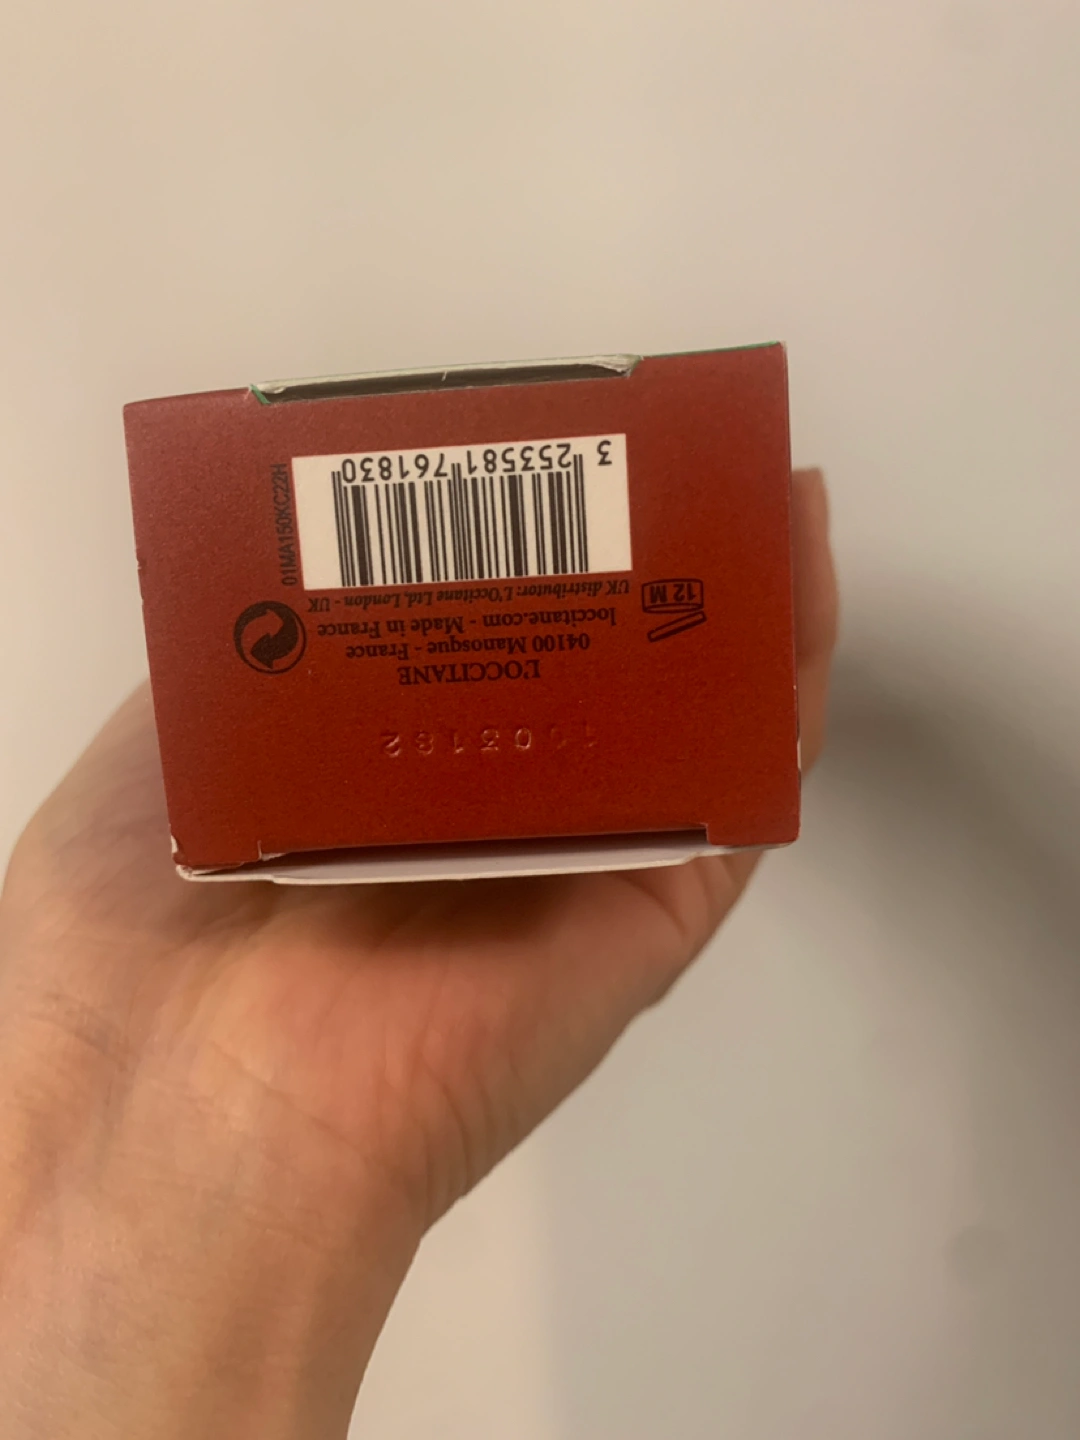 L'OCCITANE
04100 Manosque - France
loccitane.com - Made in France
UK distributor: L'Occitane Ltd, London - UK
12 M
3 253581 761830
01MA150KC22H